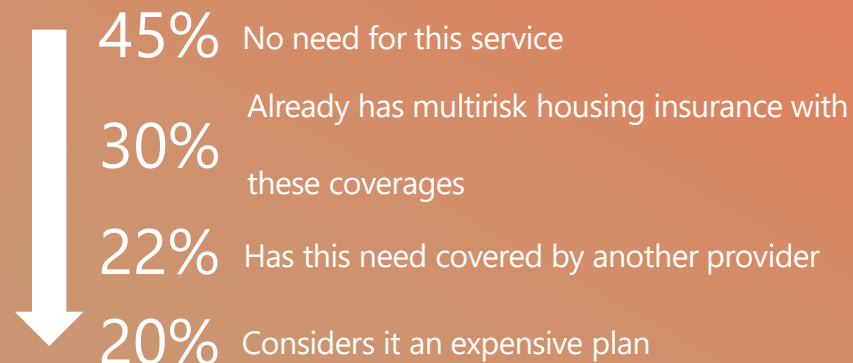 45% No need for this service
Already has multirisk housing insurance with
30%
these coverages
22% Has this need covered by another provider
20% Considers it an expensive plan